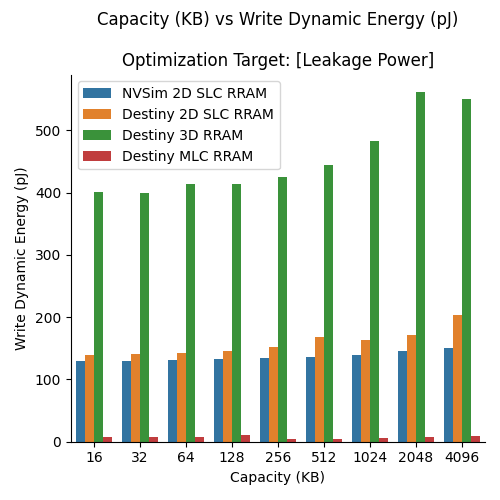 Capacity (KB) vs Write Dynamic Energy (pJ)
Optimization Target: [Leakage Power]
NVSim 2D SLC RRAM
Destiny 2D SLC RRAM
Destiny 3D RRAM
Destiny MLC RRAM
Write Dynamic Energy (pJ)
500
400
300
200
100
0
16 32 64 128 256 512 1024 2048 4096
Capacity (KB)